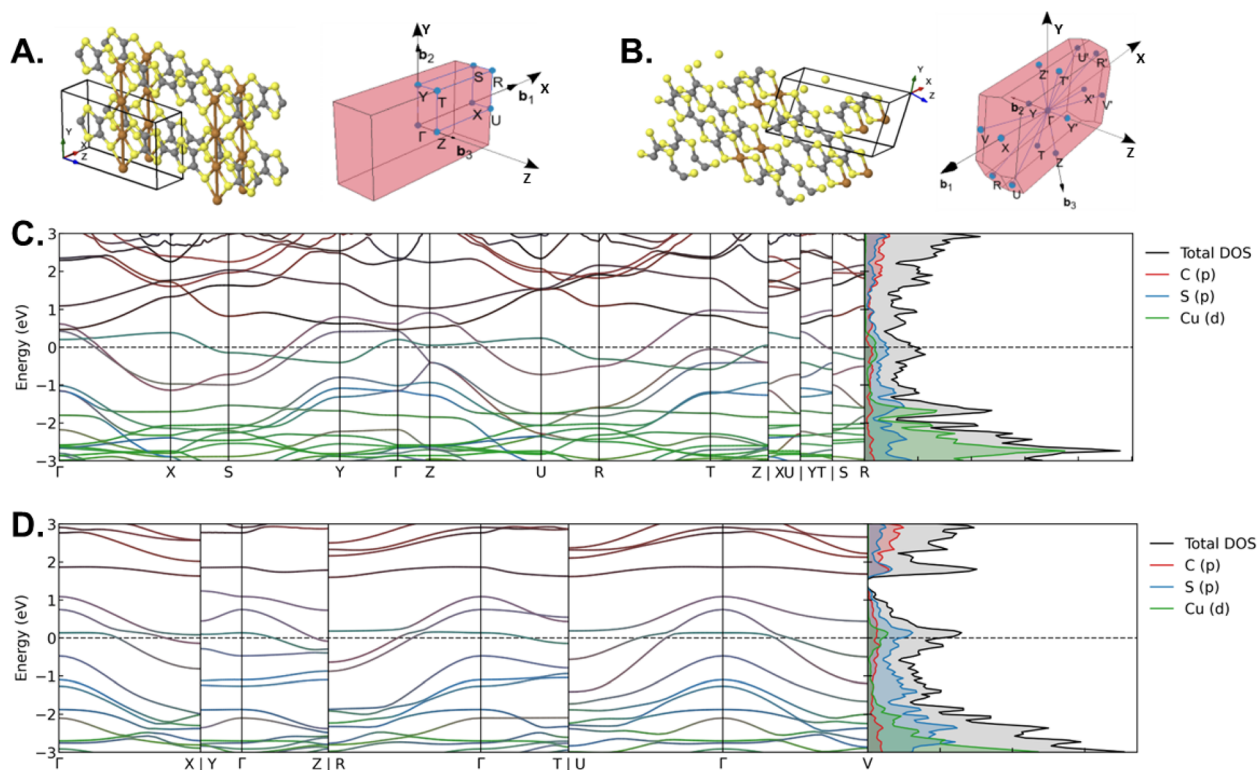 A.
Y
X
Z
Y
b₂
S
R
X
b₁
Y
T
X
U
Γ
Z
b₃
Z
B.
Y
X
Z
Y
X
U'
R'
Z'
T'
X'
V'
b₂
Y
Γ
Y'
Z
V
X
T
Z
b₁
R
U
b₃
C.
Energy (eV)
3
2
1
0
−1
−2
−3
Γ X S Y Γ Z U R T Z | X U | Y T | S R
Total DOS
C (p)
S (p)
Cu (d)
D.
Energy (eV)
3
2
1
0
−1
−2
−3
Γ X | Y Γ Z | R Γ T | U Γ V
Total DOS
C (p)
S (p)
Cu (d)